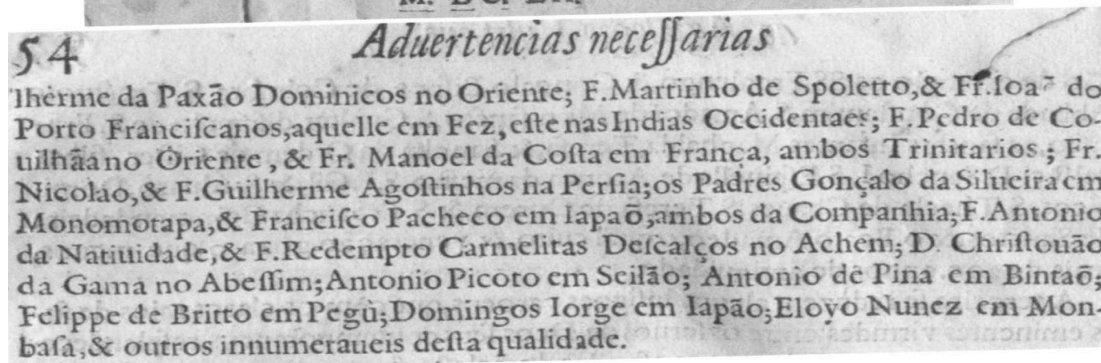 54 Aduertencias neceſſarias
lherme da Paxão Dominicos no Oriente; F.Martinho de Spoletto,& Fr.Ioaõ do
Porto Franciſcanos,aquelle em Fez,eſte nas Indias Occidentaes; F.Pedro de Co-
uilhãa no Oriente, & Fr. Manoel da Coſta em França, ambos Trinitarios; Fr.
Nicolao,& F.Guilherme Agoſtinhos na Perſia;os Padres Gonçalo da Silueira em
Monomotapa,& Franciſco Pacheco em Iapaõ,ambos da Companhia;F.Antonio
da Natiuidade,& F.Redempto Carmelitas Deſcalços no Achem; D. Chriſtouão
da Gama no Abeſſim;Antonio Picoto em Seilão; Antonio de Pina em Bintaõ;
Felippe de Britto em Pegù;Domingos Iorge em Iapão;Eloyo Nunez em Mon-
baſa,& outros innumeraueis deſta qualidade.